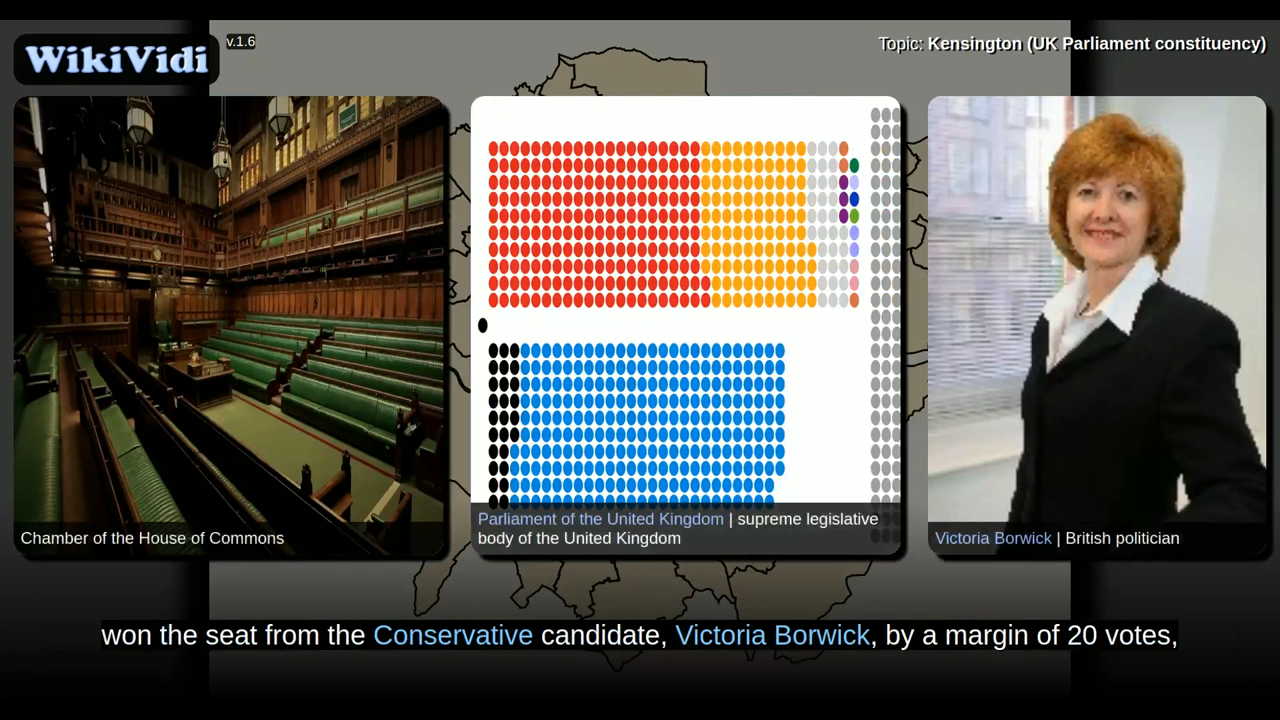 WikiVidi
v.1.6
Topic: Kensington (UK Parliament constituency)
Chamber of the House of Commons
Parliament of the United Kingdom | supreme legislative
body of the United Kingdom
Victoria Borwick | British politician
won the seat from the Conservative candidate, Victoria Borwick, by a margin of 20 votes,